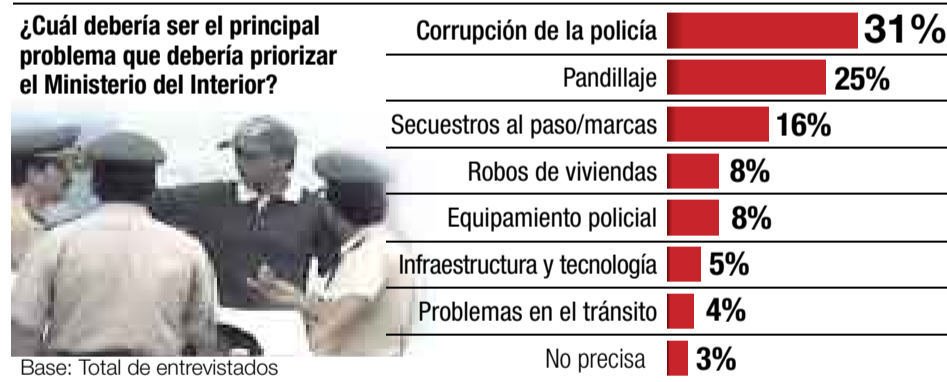 ¿Cuál debería ser el principal
problema que debería priorizar
el Ministerio del Interior?
Corrupción de la policía 31%
Pandillaje 25%
Secuestros al paso/marcas 16%
Robos de viviendas 8%
Equipamiento policial 8%
Infraestructura y tecnología 5%
Problemas en el tránsito 4%
No precisa 3%
Base: Total de entrevistados